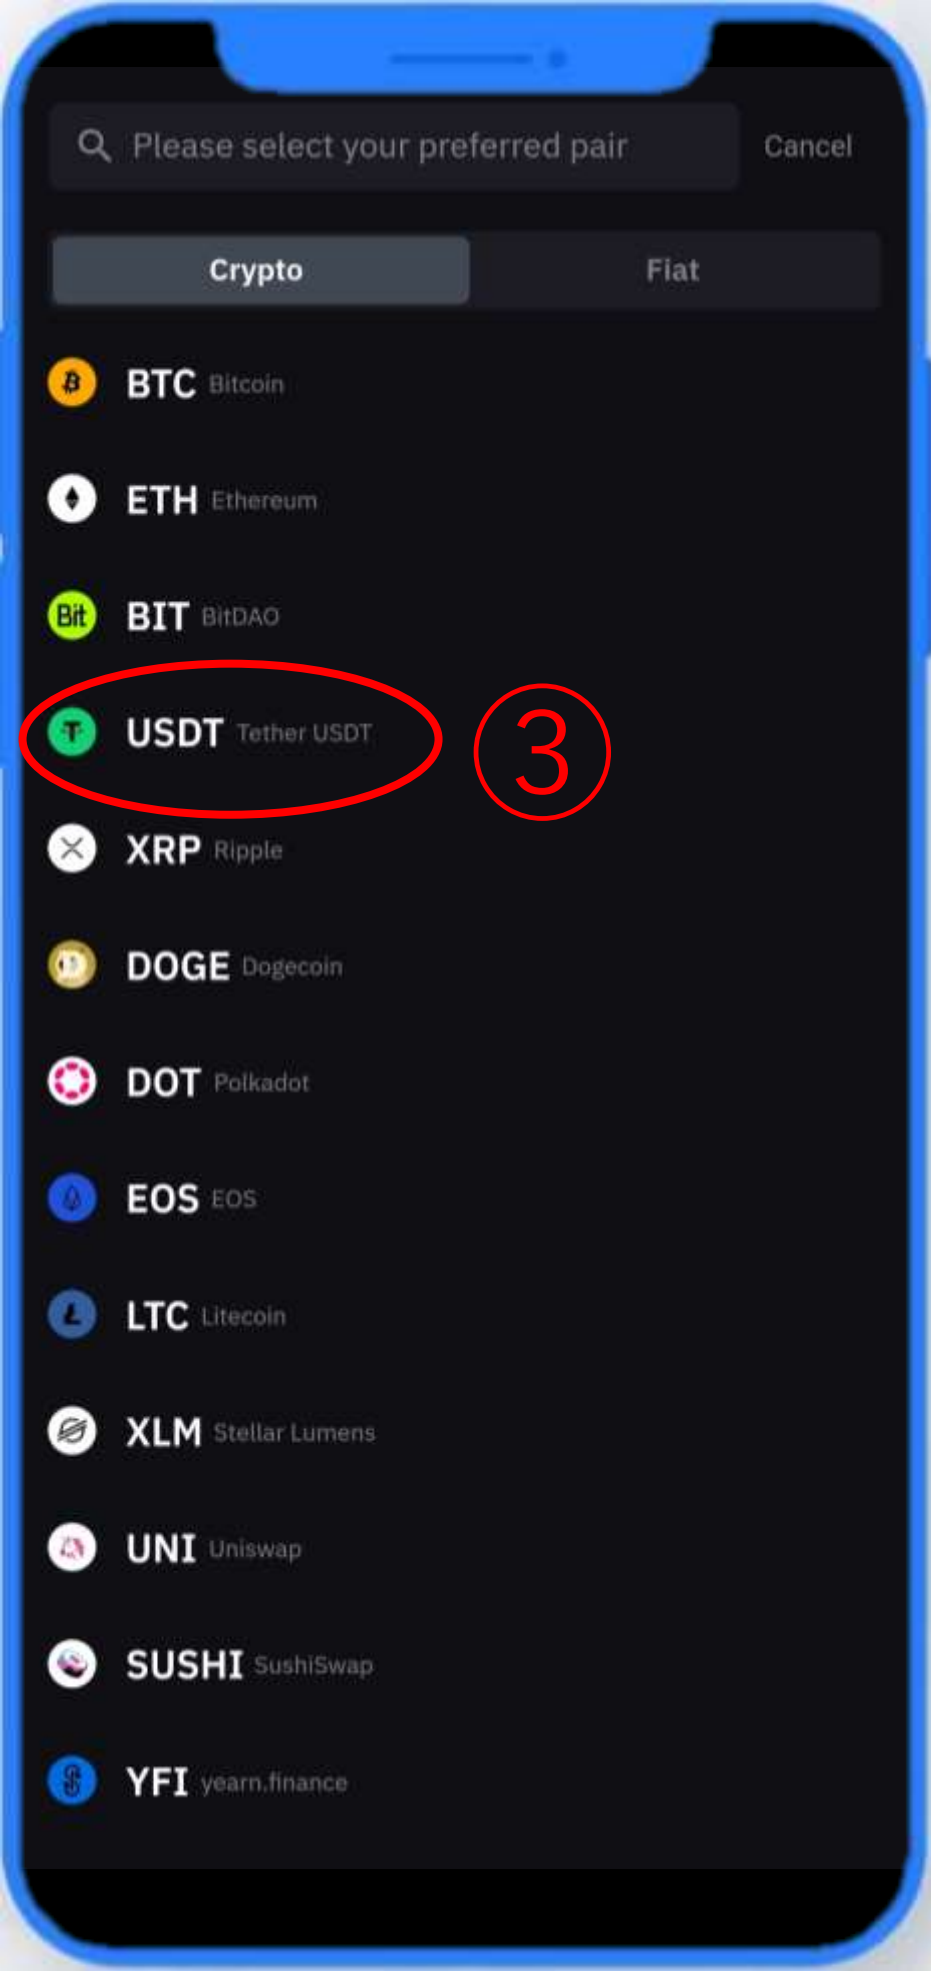 Please select your preferred pair Cancel
Crypto Fiat
BTC Bitcoin
ETH Ethereum
Bit BIT BitDAO
USDT Tether USDT ③
XRP Ripple
DOGE Dogecoin
DOT Polkadot
EOS EOS
LTC Litecoin
XLM Stellar Lumens
UNI Uniswap
SUSHI SushiSwap
YFI yearn.finance